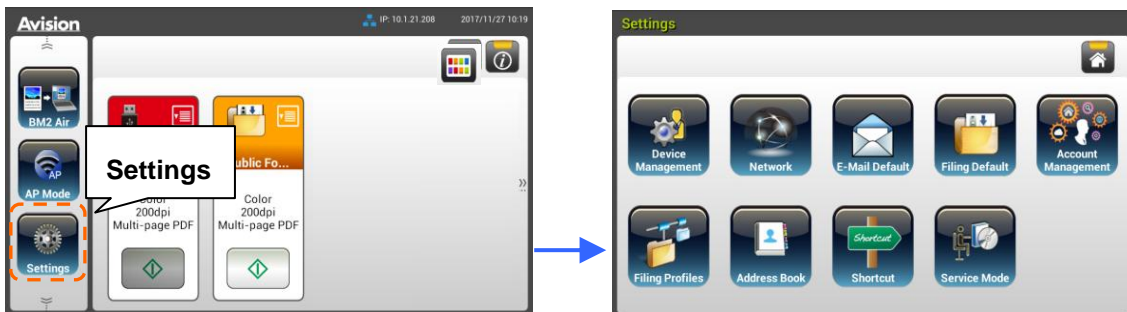 Avision
IP: 10.1.21.208
2017/11/27 10:19
BM2 Air
AP
AP Mode
Settings
Settings
ublic Fo...
Color
200dpi
Multi-page PDF
Color
200dpi
Multi-page PDF
Settings
Device
Management
Network
E-Mail Default
Filing Default
Account
Management
Filing Profiles
Address Book
Shortcut
Shortcut
Service Mode